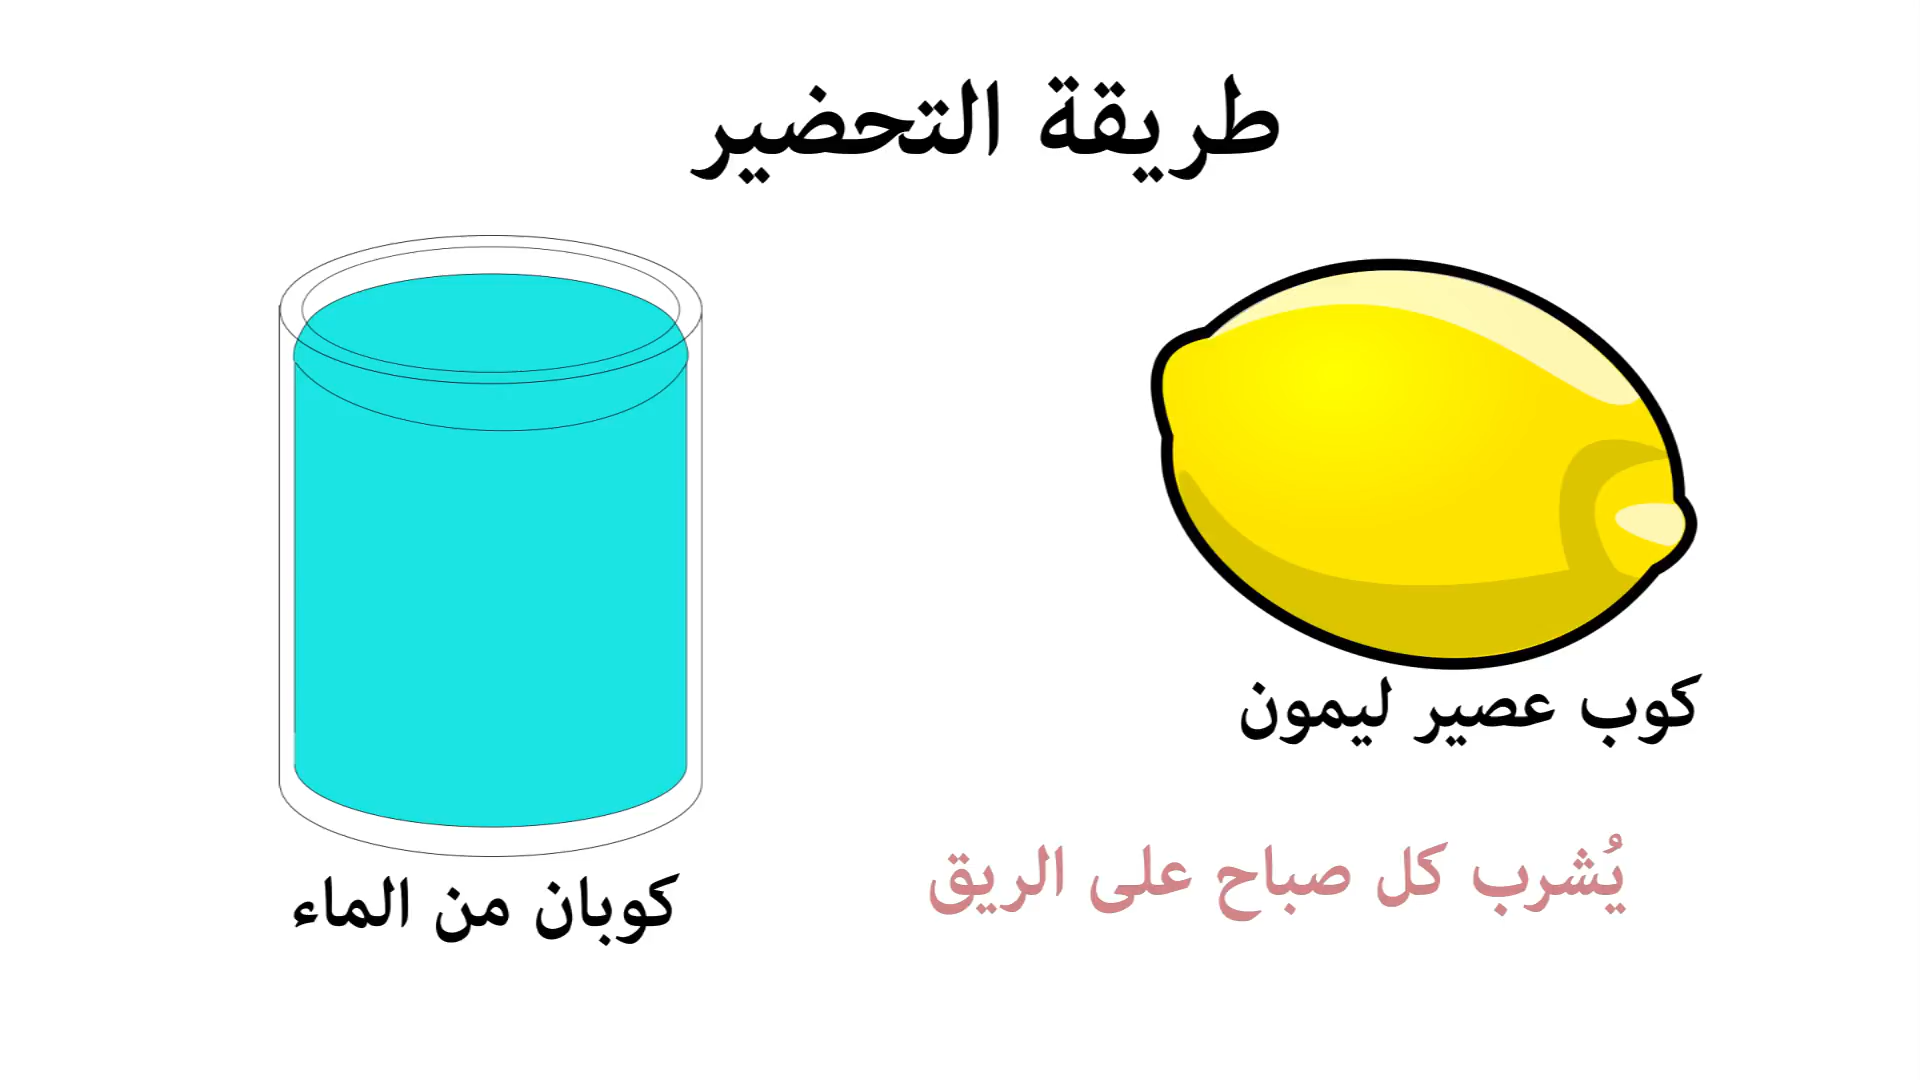 طريقة التحضير
كوب عصير ليمون
يُشرب كل صباح على الريق
كوبان من الماء